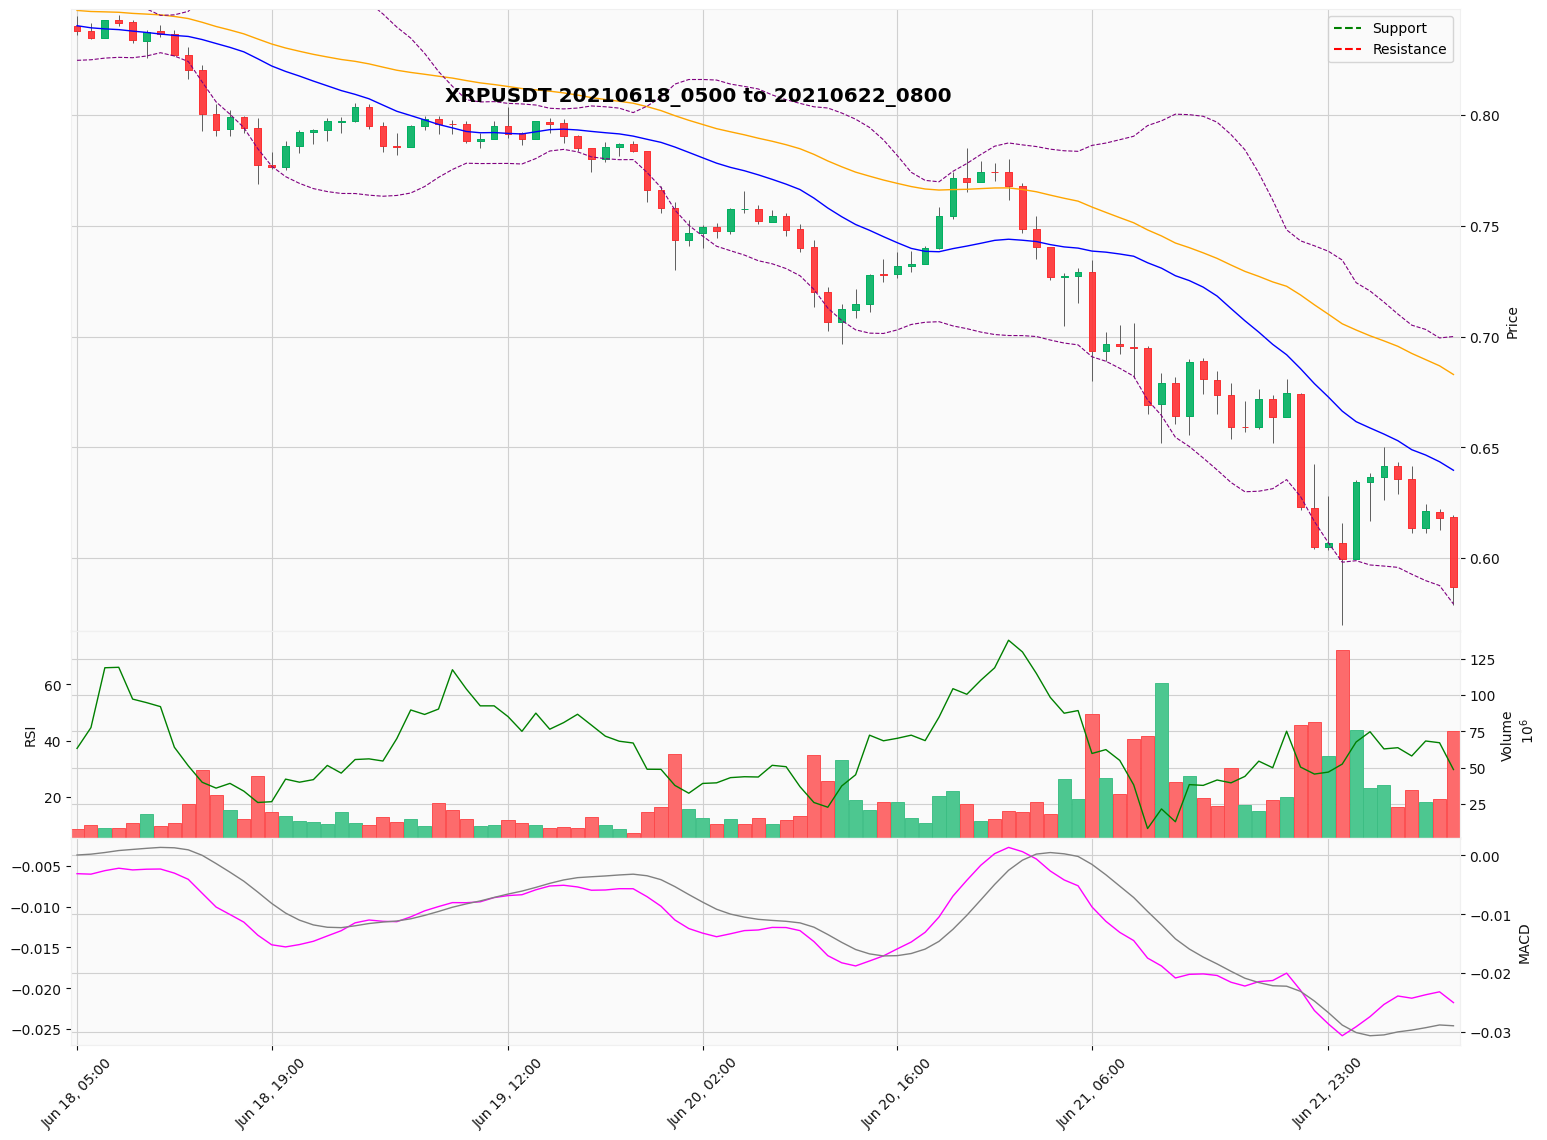 XRPUSDT 20210618_0500 to 20210622_0800
Support
Resistance
0.80
0.75
0.70
0.65
0.60
Price
60
40
20
RSI
125
100
75
50
25
Volume
10^6
−0.005
−0.010
−0.015
−0.020
−0.025
0.00
−0.01
−0.02
−0.03
MACD
Jun 18, 05:00
Jun 18, 19:00
Jun 19, 12:00
Jun 20, 02:00
Jun 20, 16:00
Jun 21, 06:00
Jun 21, 23:00